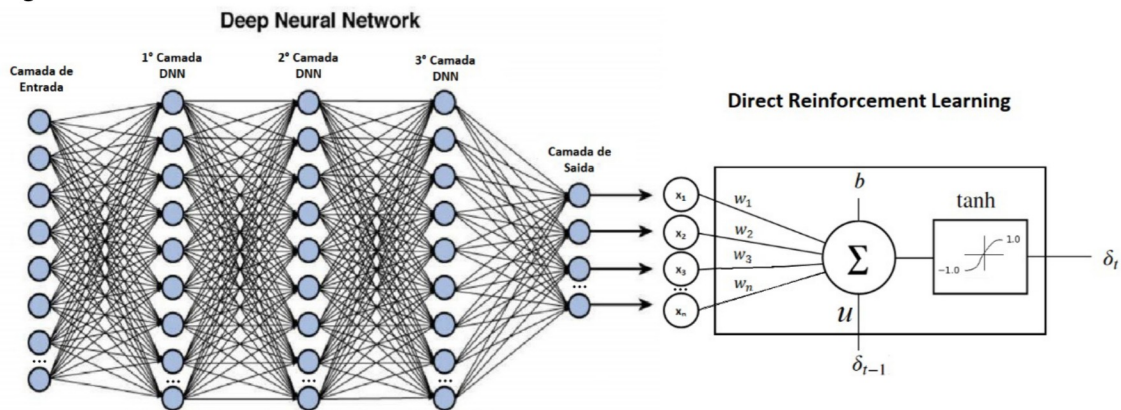 Deep Neural Network
Camada de
Entrada
1° Camada
DNN
2° Camada
DNN
3° Camada
DNN
...
...
...
...
Camada de
Saida
...
Direct Reinforcement Learning
x₁
x₂
x₃
...
xₙ
w₁
w₂
w₃
wₙ
b
Σ
u
δₜ₋₁
tanh
1.0
−1.0
δₜ